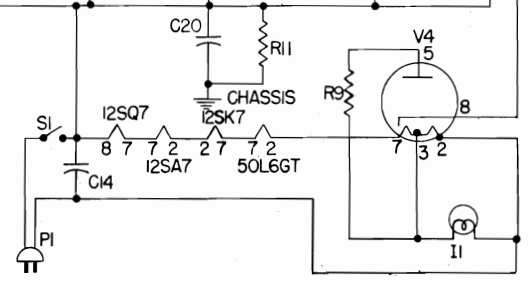 C20
R11
V4
5
R9
CHASSIS
8
12SQ7
12SK7
S1
8 7 7 2 2 7 7 2
12SA7
50L6GT
7 3 2
C14
P1
I1